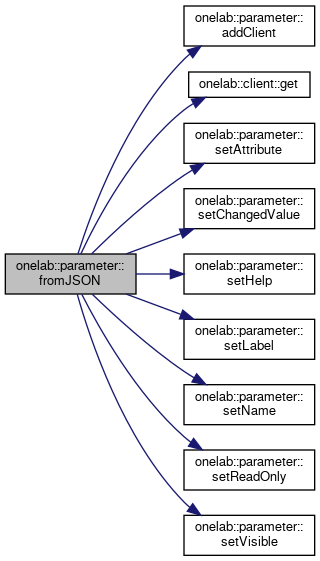 onelab::parameter::
addClient
onelab::client::get
onelab::parameter::
setAttribute
onelab::parameter::
setChangedValue
onelab::parameter::
fromJSON
onelab::parameter::
setHelp
onelab::parameter::
setLabel
onelab::parameter::
setName
onelab::parameter::
setReadOnly
onelab::parameter::
setVisible